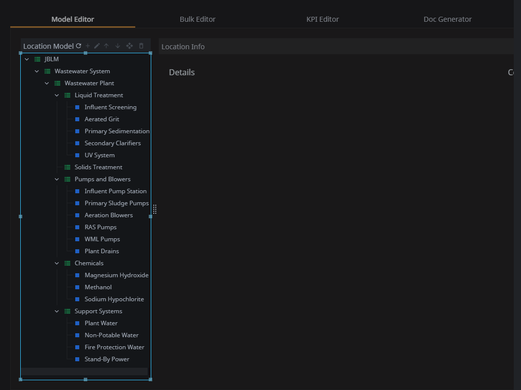 Model Editor
Bulk Editor
KPI Editor
Doc Generator
Location Model
Location Info
Details
JBLM
Wastewater System
Wastewater Plant
Liquid Treatment
Influent Screening
Aerated Grit
Primary Sedimentation
Secondary Clarifiers
UV System
Solids Treatment
Pumps and Blowers
Influent Pump Station
Primary Sludge Pumps
Aeration Blowers
RAS Pumps
WML Pumps
Plant Drains
Chemicals
Magnesium Hydroxide
Methanol
Sodium Hypochlorite
Support Systems
Plant Water
Non-Potable Water
Fire Protection Water
Stand-By Power